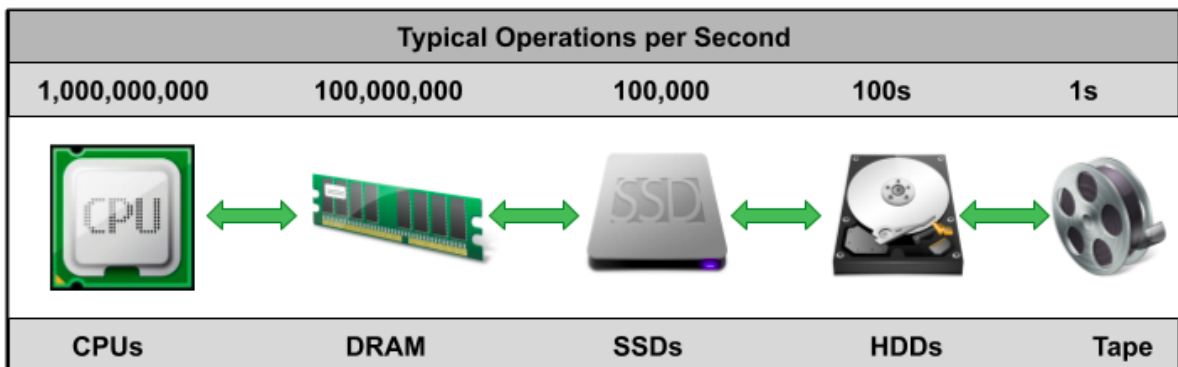 Typical Operations per Second
1,000,000,000 100,000,000 100,000 100s 1s
CPU SSD
CPUs DRAM SSDs HDDs Tape